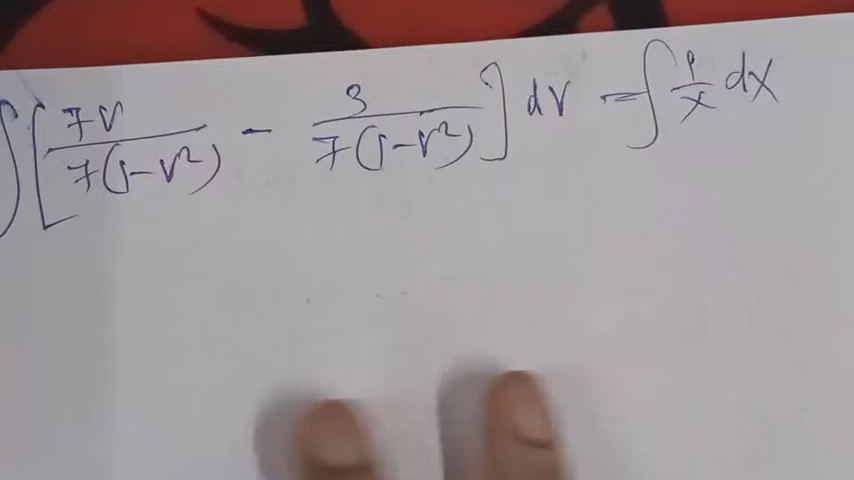 ∫ [ 7v / 7(1-v²) - 3 / 7(1-v²) ] dv = ∫ 1/x dx